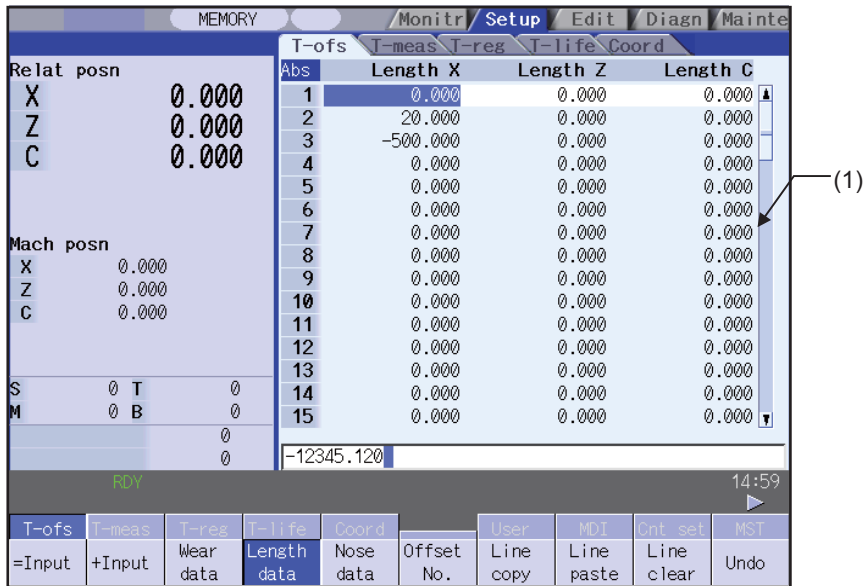 MEMORY Monitr Setup Edit Diagn Mainte
T-ofs T-meas T-reg T-life Coord
Relat posn
X 0.000
Z 0.000
C 0.000
Mach posn
X 0.000
Z 0.000
C 0.000
S 0 T 0
M 0 B 0
0
0
Abs Length X Length Z Length C
1 0.000 0.000 0.000
2 20.000 0.000 0.000
3 -500.000 0.000 0.000
4 0.000 0.000 0.000
5 0.000 0.000 0.000
6 0.000 0.000 0.000
7 0.000 0.000 0.000
8 0.000 0.000 0.000
9 0.000 0.000 0.000
10 0.000 0.000 0.000
11 0.000 0.000 0.000
12 0.000 0.000 0.000
13 0.000 0.000 0.000
14 0.000 0.000 0.000
15 0.000 0.000 0.000
(1)
-12345.120
RDY 14:59
T-ofs T-meas T-reg T-life Coord User MDI Cnt set MST
=Input +Input Wear data Length data Nose data Offset No. Line copy Line paste Line clear Undo